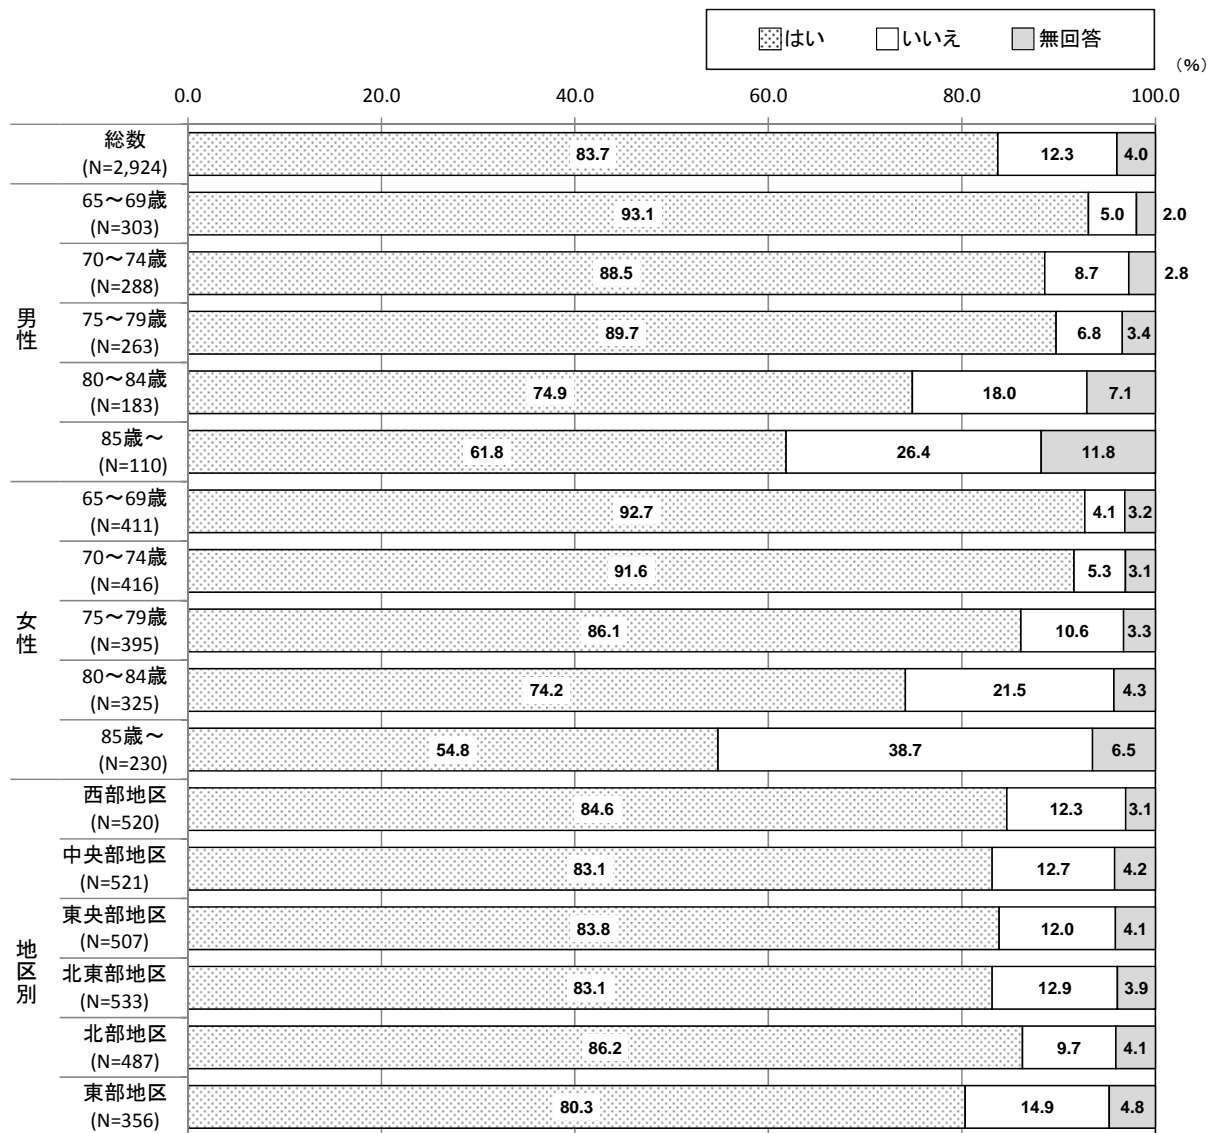 はい いいえ 無回答
(%)
0.0 20.0 40.0 60.0 80.0 100.0
総数
(N=2,924)
83.7 12.3 4.0
男性
65～69歳
(N=303)
93.1 5.0 2.0
70～74歳
(N=288)
88.5 8.7 2.8
75～79歳
(N=263)
89.7 6.8 3.4
80～84歳
(N=183)
74.9 18.0 7.1
85歳～
(N=110)
61.8 26.4 11.8
女性
65～69歳
(N=411)
92.7 4.1 3.2
70～74歳
(N=416)
91.6 5.3 3.1
75～79歳
(N=395)
86.1 10.6 3.3
80～84歳
(N=325)
74.2 21.5 4.3
85歳～
(N=230)
54.8 38.7 6.5
地区別
西部地区
(N=520)
84.6 12.3 3.1
中央部地区
(N=521)
83.1 12.7 4.2
東央部地区
(N=507)
83.8 12.0 4.1
北東部地区
(N=533)
83.1 12.9 3.9
北部地区
(N=487)
86.2 9.7 4.1
東部地区
(N=356)
80.3 14.9 4.8